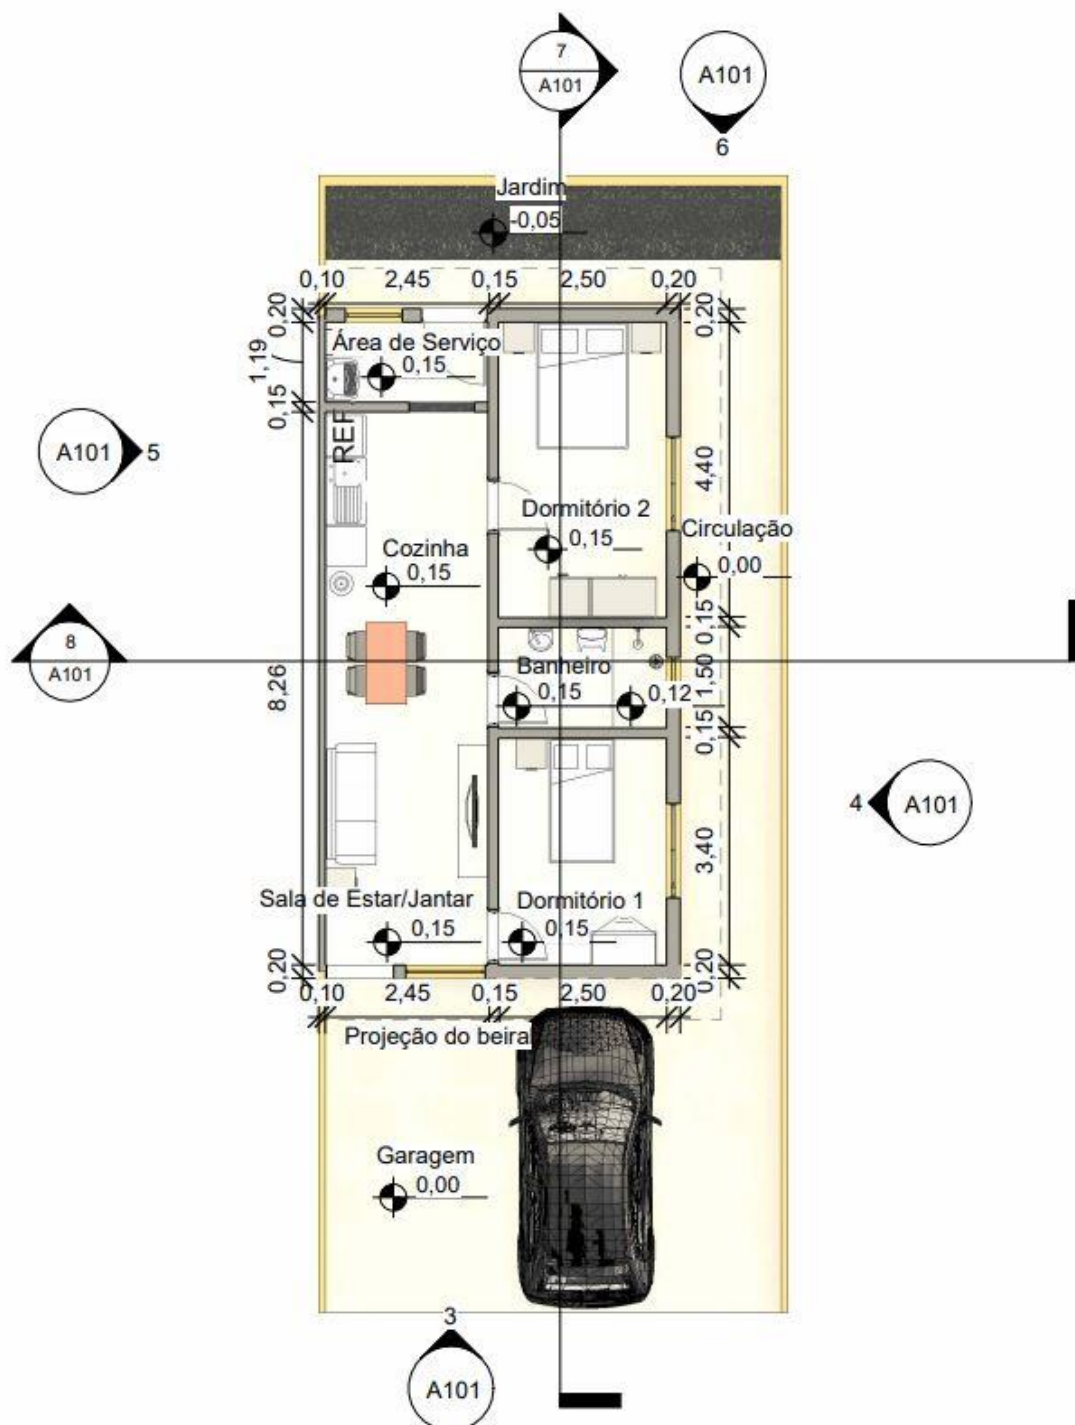 7
A101
A101
6
Jardim
-0,05
0,10 2,45 0,15 2,50 0,20
0,20
0,20
Área de Serviço
0,15
1,19
0,15
REF
A101 5
4,40
Dormitório 2
0,15
Circulação
0,00
Cozinha
0,15
0,15
8
A101
Banheiro
0,15
0,12
1,50
8,26
0,15
4 A101
3,40
Sala de Estar/Jantar
0,15
Dormitório 1
0,15
0,20
0,20
0,10 2,45 0,15 2,50 0,20
Projeção do beiral
Garagem
0,00
3
A101